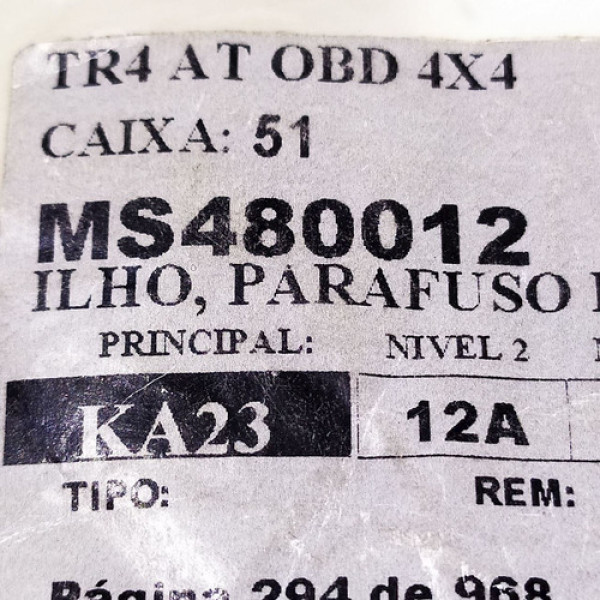 TR4 AT OBD 4X4
CAIXA: 51
MS480012
ILHO, PARAFUSO
PRINCIPAL: NIVEL 2
KA23 12A
TIPO: REM:
Página 294 de 968